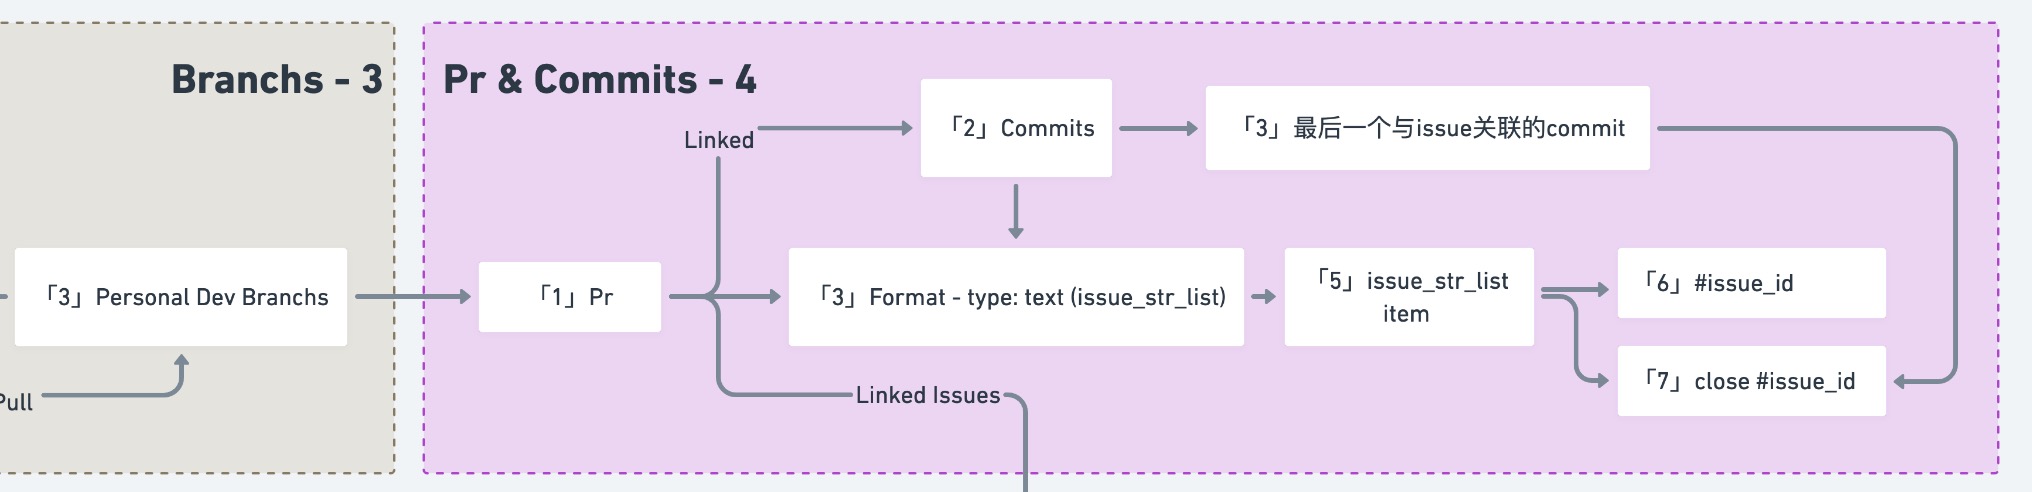 Branchs - 3
Pr & Commits - 4
Linked
「2」Commits
「3」最后一个与issue关联的commit
「3」Personal Dev Branchs
「1」Pr
「3」Format - type: text (issue_str_list)
「5」issue_str_list
item
「6」#issue_id
「7」close #issue_id
Pull
Linked Issues